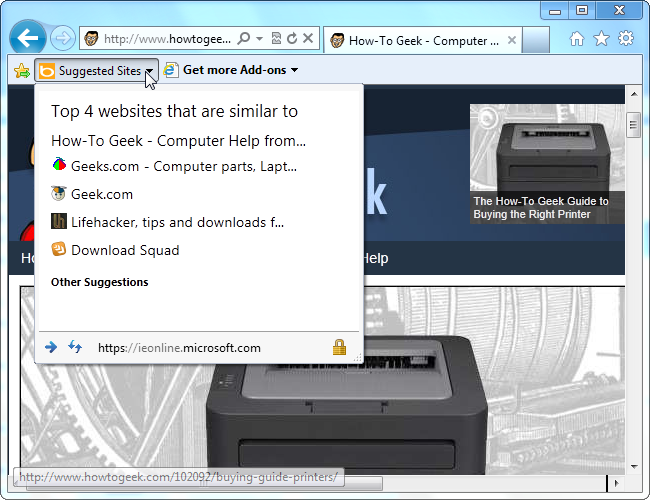 http://www.howtogee...
How-To Geek - Computer ...
Suggested Sites
Get more Add-ons
Top 4 websites that are similar to
How-To Geek - Computer Help from...
Geeks.com - Computer parts, Lapt...
Geek.com
Lifehacker, tips and downloads f...
Download Squad
Other Suggestions
https://ieonline.microsoft.com
k
The How-To Geek Guide to
Buying the Right Printer
Ho
Help
http://www.howtogeek.com/102092/buying-guide-printers/